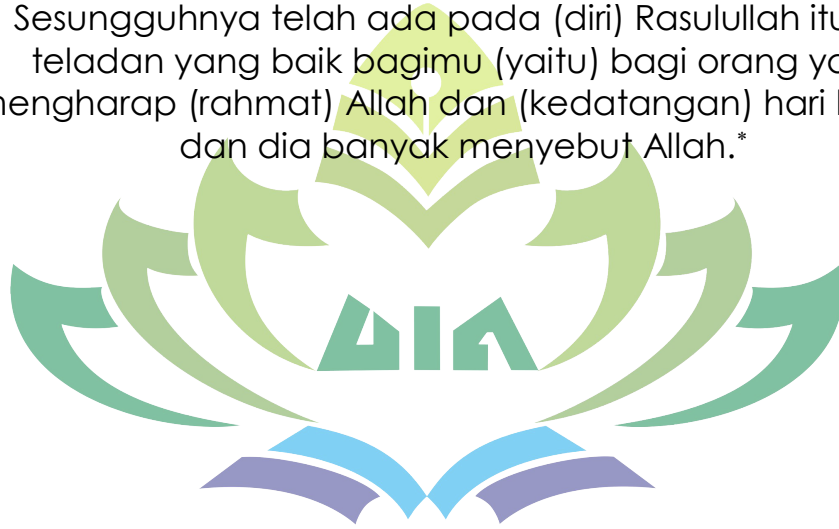 Sesungguhnya telah ada pada (diri) Rasulullah itu
teladan yang baik bagimu (yaitu) bagi orang
(rahmat) Allah dan (kedatangan) hari
dan dia banyak menyebut Allah.*
UIN